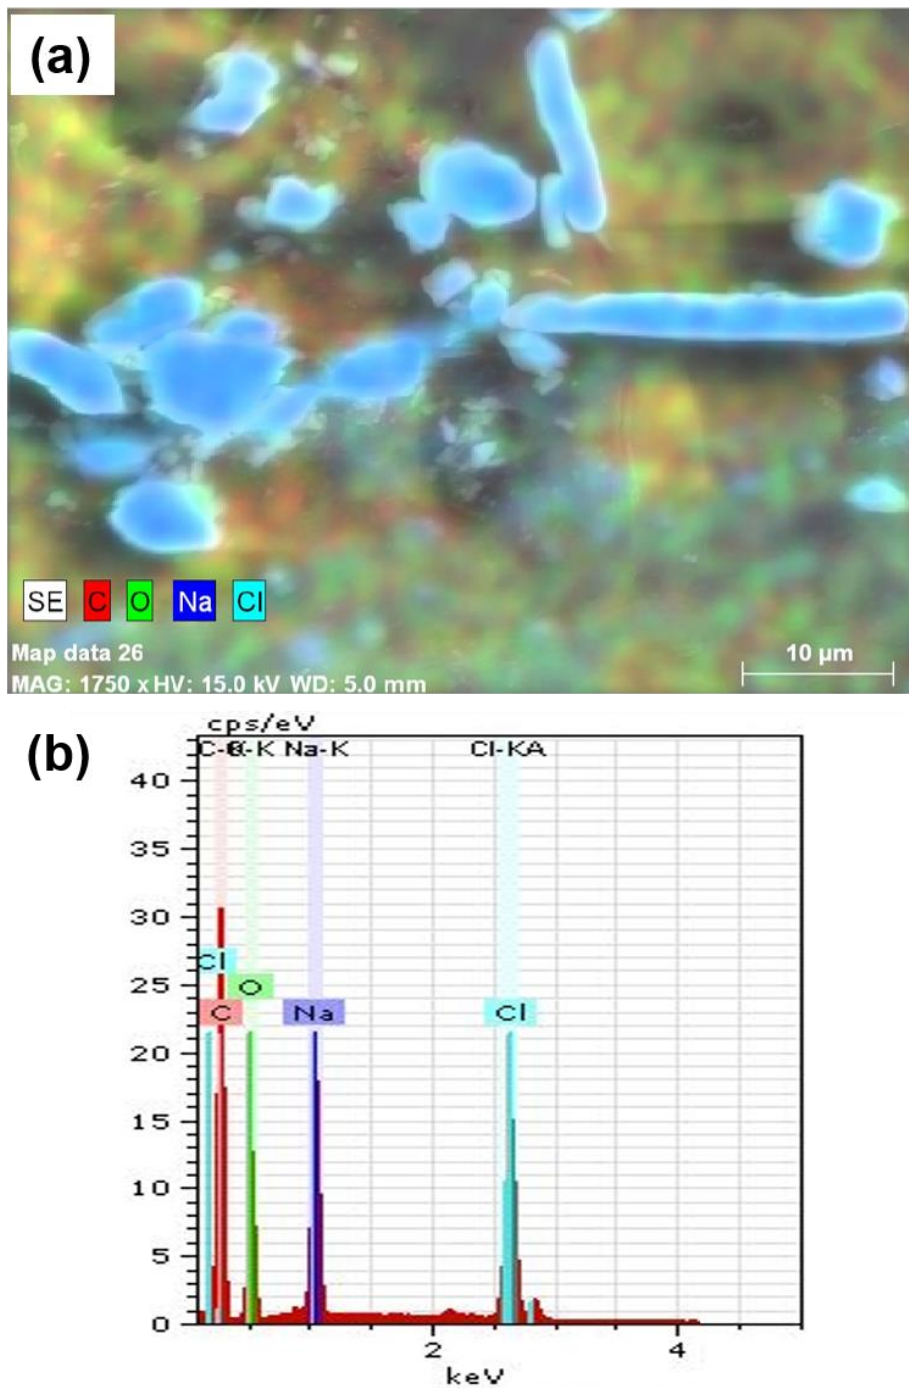 (a)
SE C O Na Cl
10 µm
Map data 26
MAG: 1750 x HV: 15.0 kV WD: 5.0 mm
(b)
cps/eV
Na-K Cl-KA
40
35
30
Cl
25
O
C Na Cl
20
15
10
5
0
2 4
keV